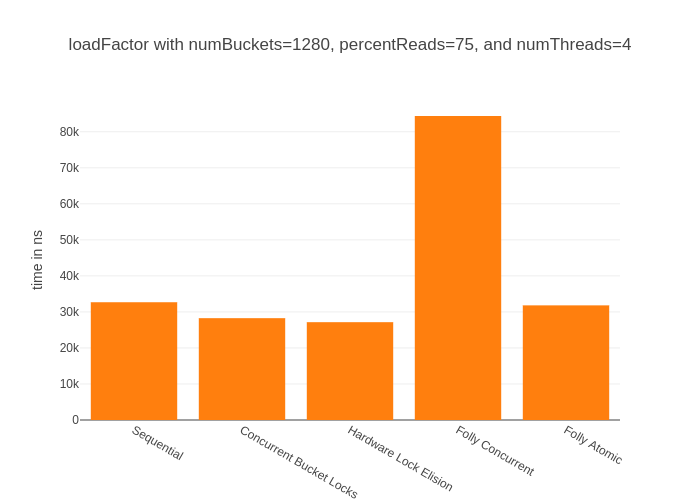 loadFactor with numBuckets=1280, percentReads=75, and numThreads=4
time in ns
80k
70k
60k
50k
40k
30k
20k
10k
0
Sequential
Concurrent Bucket Locks
Hardware Lock Elision
Folly Concurrent
Folly Atomic